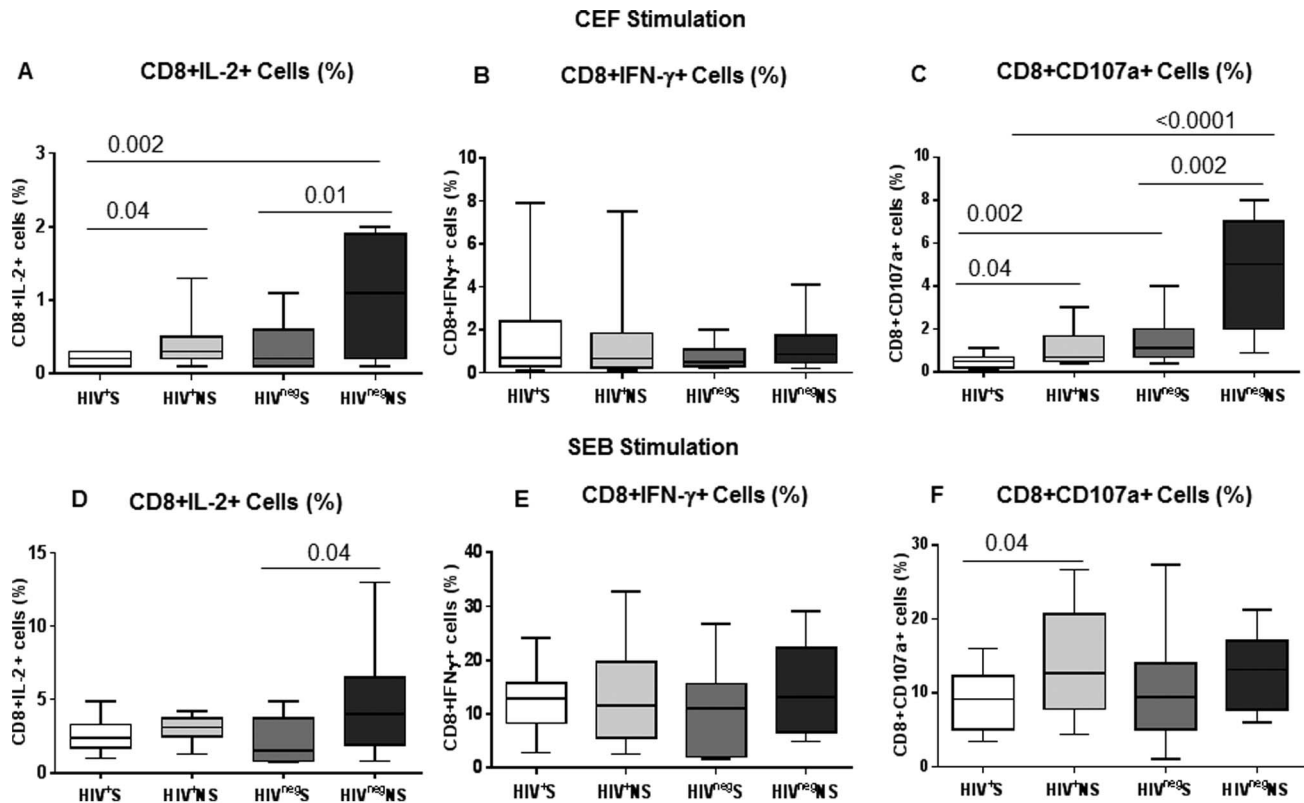 CEF Stimulation
A
CD8+IL-2+ Cells (%)
CD8+IL-2+ cells (%)
3
2
1
0
0.002
0.01
0.04
HIV⁺S
HIV⁺NS
HIVⁿᵉᵍS
HIVⁿᵉᵍNS
B
CD8+IFN-γ+ Cells (%)
CD8+IFNγ+ cells (%)
10
8
6
4
2
0
HIV⁺S
HIV⁺NS
HIVⁿᵉᵍS
HIVⁿᵉᵍNS
C
CD8+CD107a+ Cells (%)
CD8+CD107a+ cells (%)
10
8
6
4
2
0
<0.0001
0.002
0.002
0.04
HIV⁺S
HIV⁺NS
HIVⁿᵉᵍS
HIVⁿᵉᵍNS
SEB Stimulation
D
CD8+IL-2+ Cells (%)
CD8+IL-2+ cells (%)
15
10
5
0
0.04
HIV⁺S
HIV⁺NS
HIVⁿᵉᵍS
HIVⁿᵉᵍNS
E
CD8+IFN-γ+ Cells (%)
CD8+IFNγ+ cells (%)
40
30
20
10
0
HIV⁺S
HIV⁺NS
HIVⁿᵉᵍS
HIVⁿᵉᵍNS
F
CD8+CD107a+ Cells (%)
CD8+CD107a+ cells (%)
30
20
10
0
0.04
HIV⁺S
HIV⁺NS
HIVⁿᵉᵍS
HIVⁿᵉᵍNS